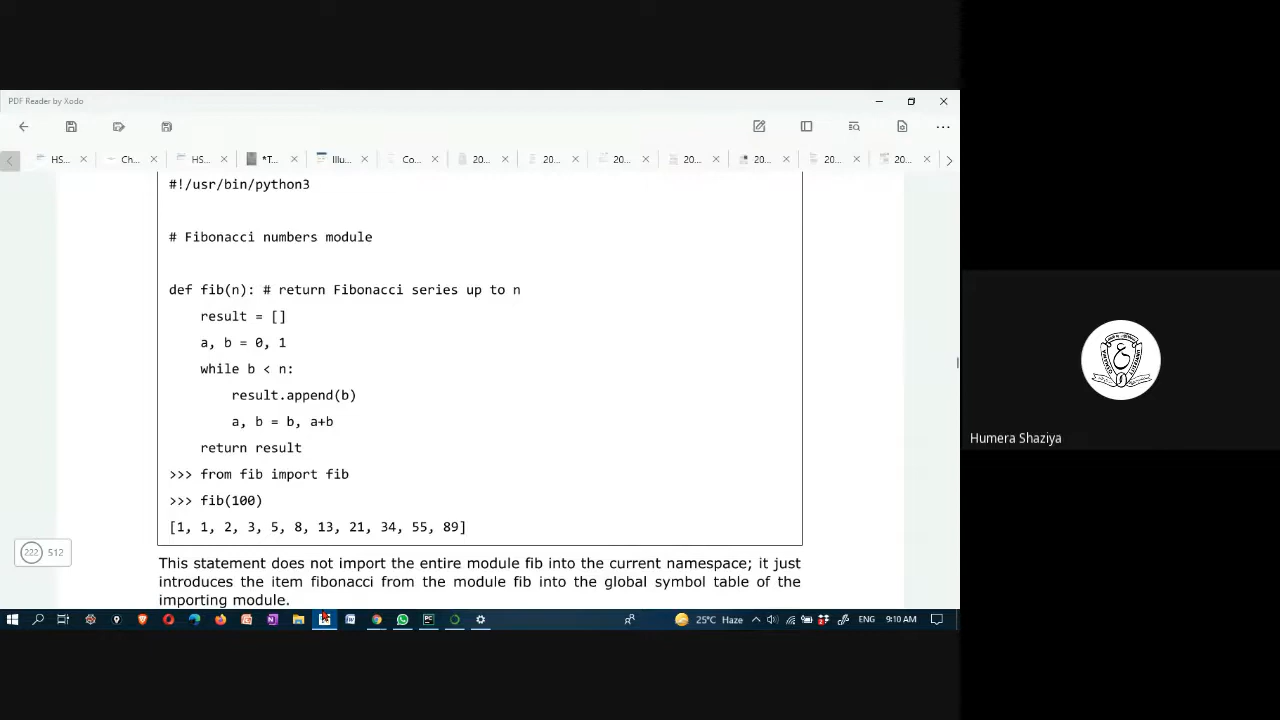 PDF Reader by Xodo
HS...
Ch...
HS...
*T...
Illu...
Co...
20...
20...
20...
20...
20...
20...
20...
#!/usr/bin/python3
# Fibonacci numbers module
def fib(n): # return Fibonacci series up to n
result = []
a, b = 0, 1
while b < n:
result.append(b)
a, b = b, a+b
return result
>>> from fib import fib
>>> fib(100)
[1, 1, 2, 3, 5, 8, 13, 21, 34, 55, 89]
222 512
This statement does not import the entire module fib into the current namespace; it just
introduces the item fibonacci from the module fib into the global symbol table of the
importing module.
25°C Haze
ENG
9:10 AM
Humera Shaziya